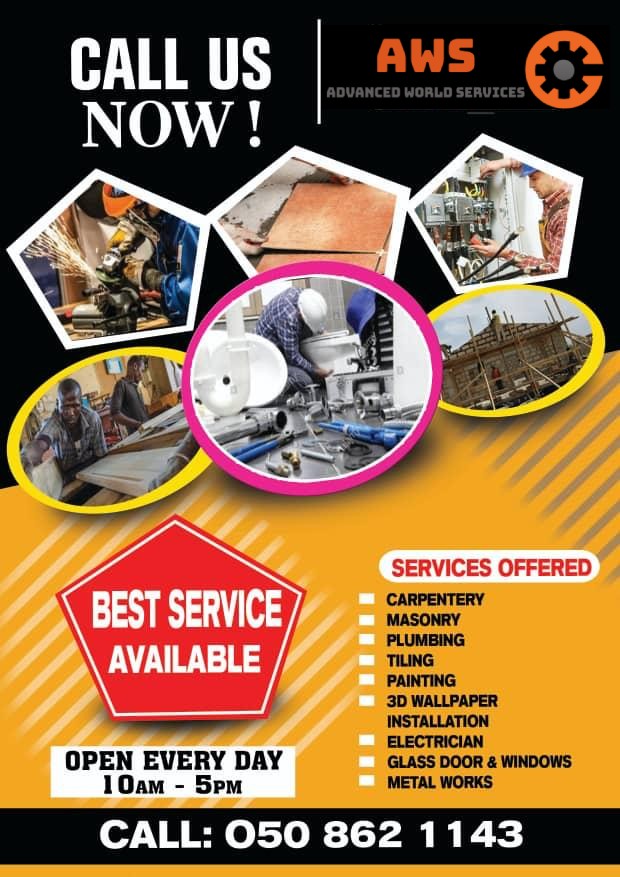 CALL US
NOW !
AWS
ADVANCED WORLD SERVICES
BEST SERVICE
AVAILABLE
OPEN EVERY DAY
10AM - 5PM
SERVICES OFFERED
CARPENTERY
MASONRY
PLUMBING
TILING
PAINTING
3D WALLPAPER
INSTALLATION
ELECTRICIAN
GLASS DOOR & WINDOWS
METAL WORKS
CALL: O50 862 1143